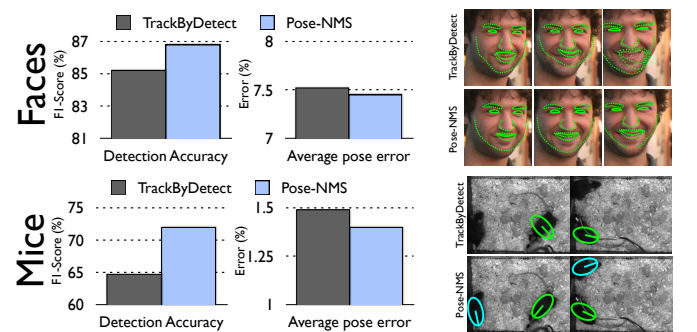 Faces
TrackByDetect Pose-NMS
87
85
83
81
F1-Score (%)
Detection Accuracy
8
7.5
7
Error (%)
Average pose error
TrackByDetect
Pose-NMS
Mice
TrackByDetect Pose-NMS
75
70
65
60
F1-Score (%)
Detection Accuracy
1.5
1.25
1
Error (%)
Average pose error
TrackByDetect
Pose-NMS